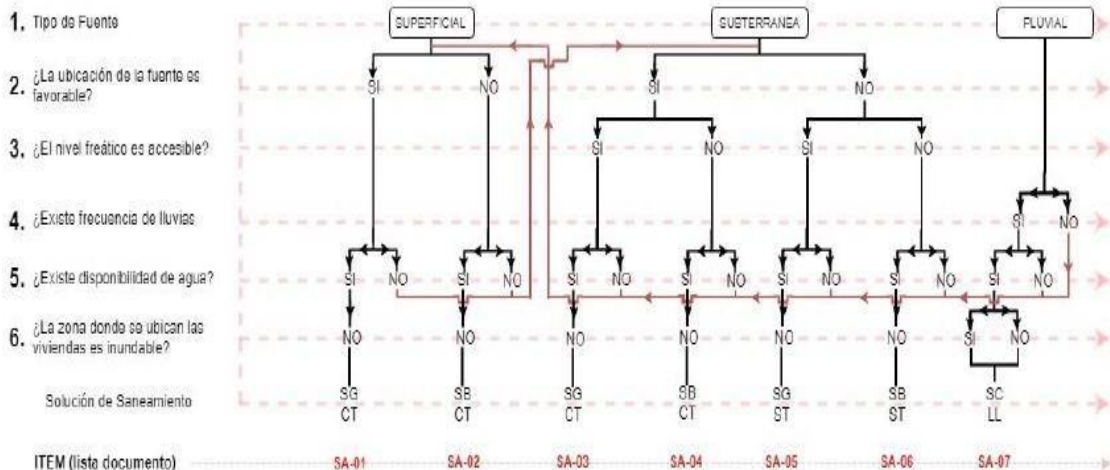 1. Tipo de Fuente SUPERFICIAL SUBTERRANEA FLUVIAL
2. ¿La ubicación de la fuente es favorable? SI NO SI NO
3. ¿El nivel freático es accesible? SI NO SI NO
4. ¿Existe frecuencia de lluvias SI NO
5. ¿Existe disponibilidad de agua? SI NO SI NO SI NO SI NO SI NO SI NO SI NO
6. ¿La zona donde se ubican las viviendas es inundable? NO NO NO NO NO NO SI NO
Solución de Saneamiento
SG SB SG SB SG SB SC
CT CT CT CT ST ST LL
ITEM (lista documento) SA-01 SA-02 SA-03 SA-04 SA-05 SA-06 SA-07